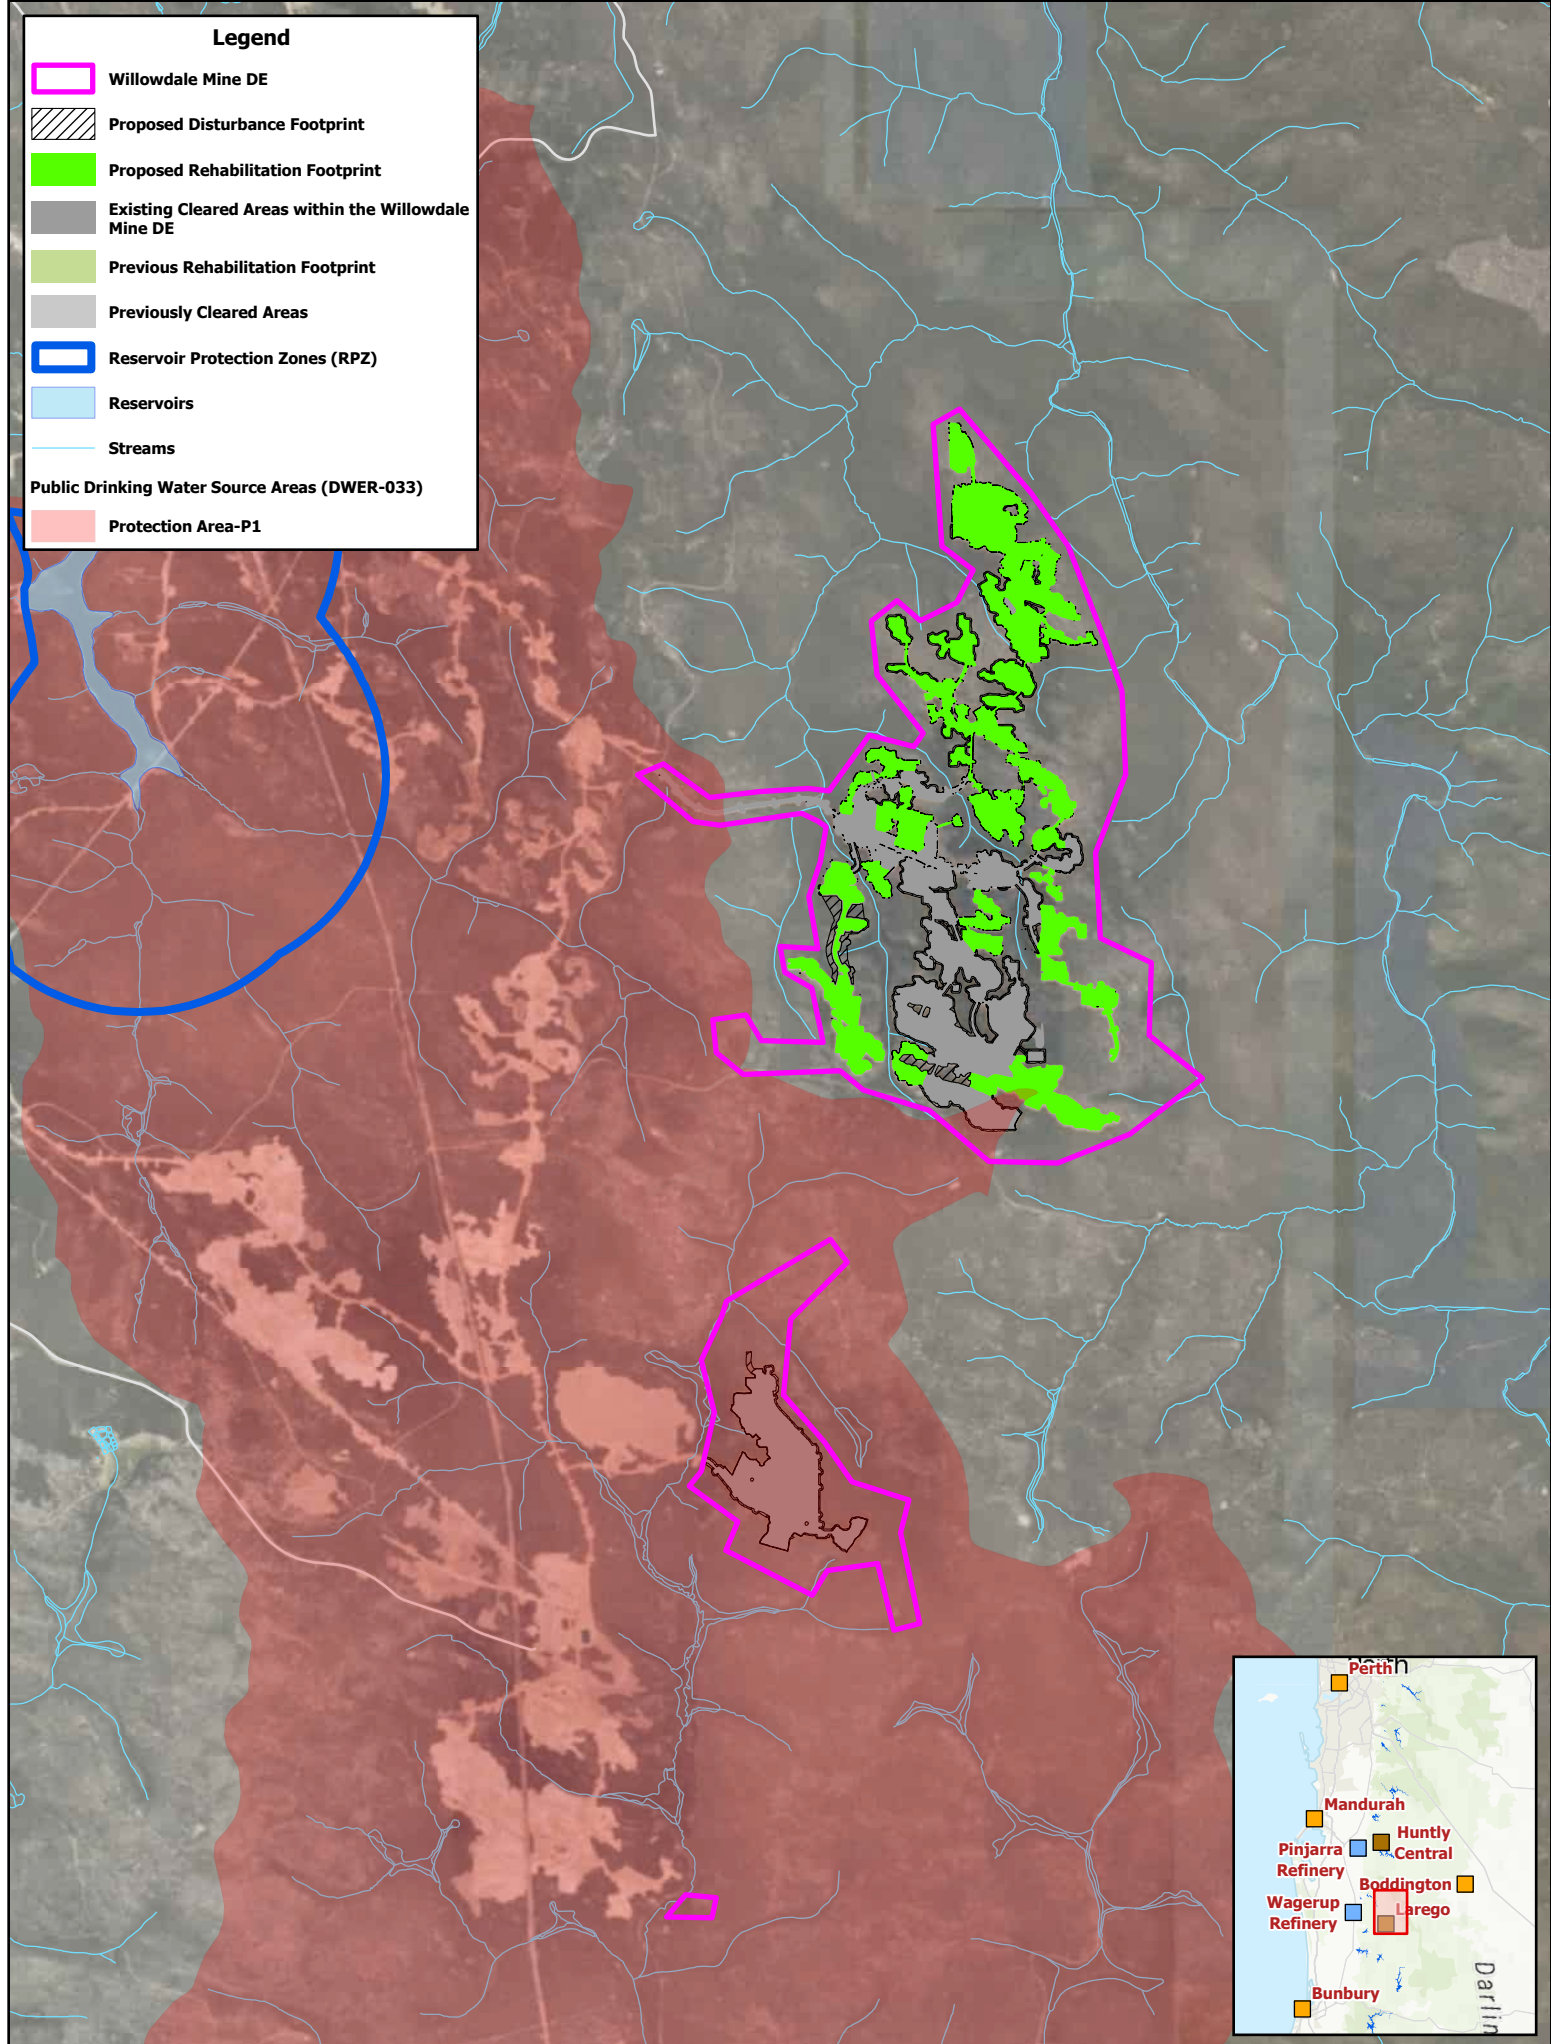 Legend
Willowdale Mine DE
Proposed Disturbance Footprint
Proposed Rehabilitation Footprint
Existing Cleared Areas within the Willowdale
Mine DE
Previous Rehabilitation Footprint
Previously Cleared Areas
Reservoir Protection Zones (RPZ)
Reservoirs
Streams
Public Drinking Water Source Areas (DWER-033)
Protection Area-P1
Perth
Mandurah
Huntly
Central
Pinjarra
Refinery
Boddington
Wagerup
Refinery
Larego
Bunbury
Darlin